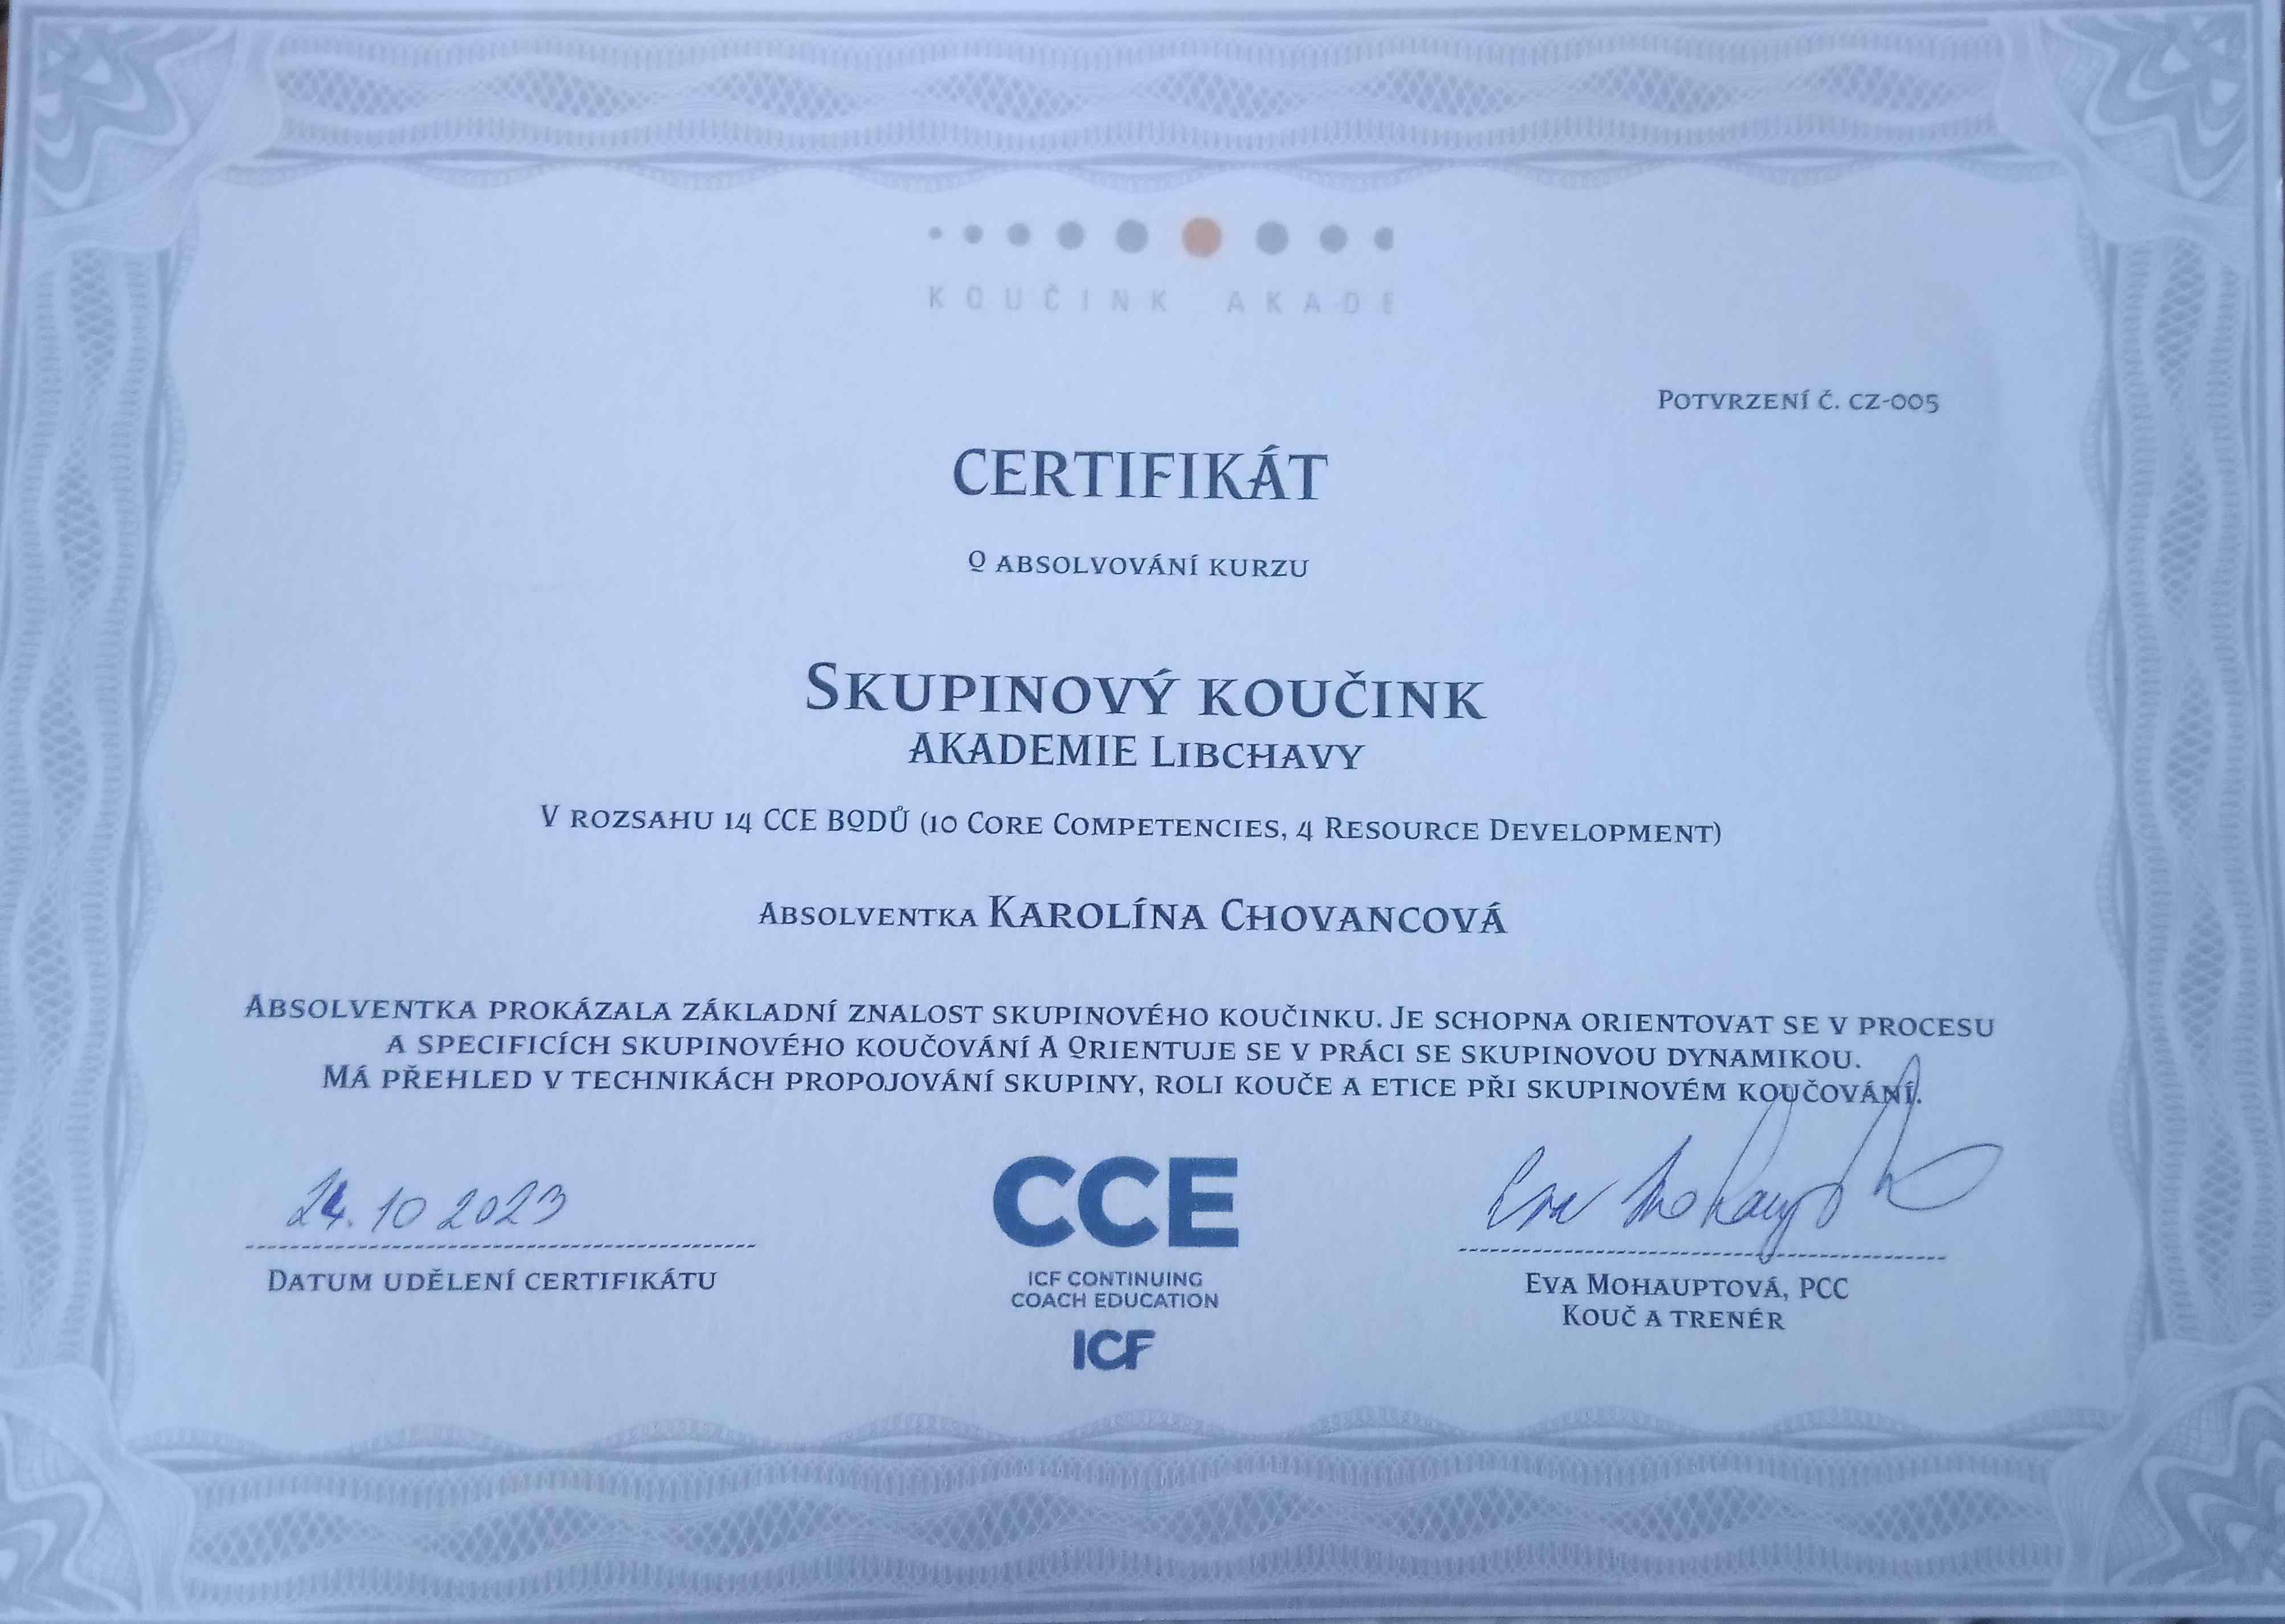 KOUČINK AKADE
POTVRZENÍ Č. CZ-005
CERTIFIKÁT
O ABSOLVOVÁNÍ KURZU
SKUPINOVÝ KOUČINK
AKADEMIE LIBCHAVY
V ROZSAHU 14 CCE BODŮ (10 CORE COMPETENCIES, 4 RESOURCE DEVELOPMENT)
ABSOLVENTKA KAROLÍNA CHOVANCOVÁ
ABSOLVENTKA PROKÁZALA ZÁKLADNÍ ZNALOST SKUPINOVÉHO KOUČINKU. JE SCHOPNA ORIENTOVAT SE V PROCESU
A SPECIFICÍCH SKUPINOVÉHO KOUČOVÁNÍ A ORIENTUJE SE V PRÁCI SE SKUPINOVOU DYNAMIKOU.
MÁ PŘEHLED V TECHNIKÁCH PROPOJOVÁNÍ SKUPINY, ROLI KOUČE A ETICE PŘI SKUPINOVÉM KOUČOVÁNÍ.
24. 10 2023
DATUM UDĚLENÍ CERTIFIKÁTU
CCE
ICF CONTINUING
COACH EDUCATION
ICF
Eva Mohauptová
EVA MOHAUPTOVÁ, PCC
KOUČ A TRENÉR